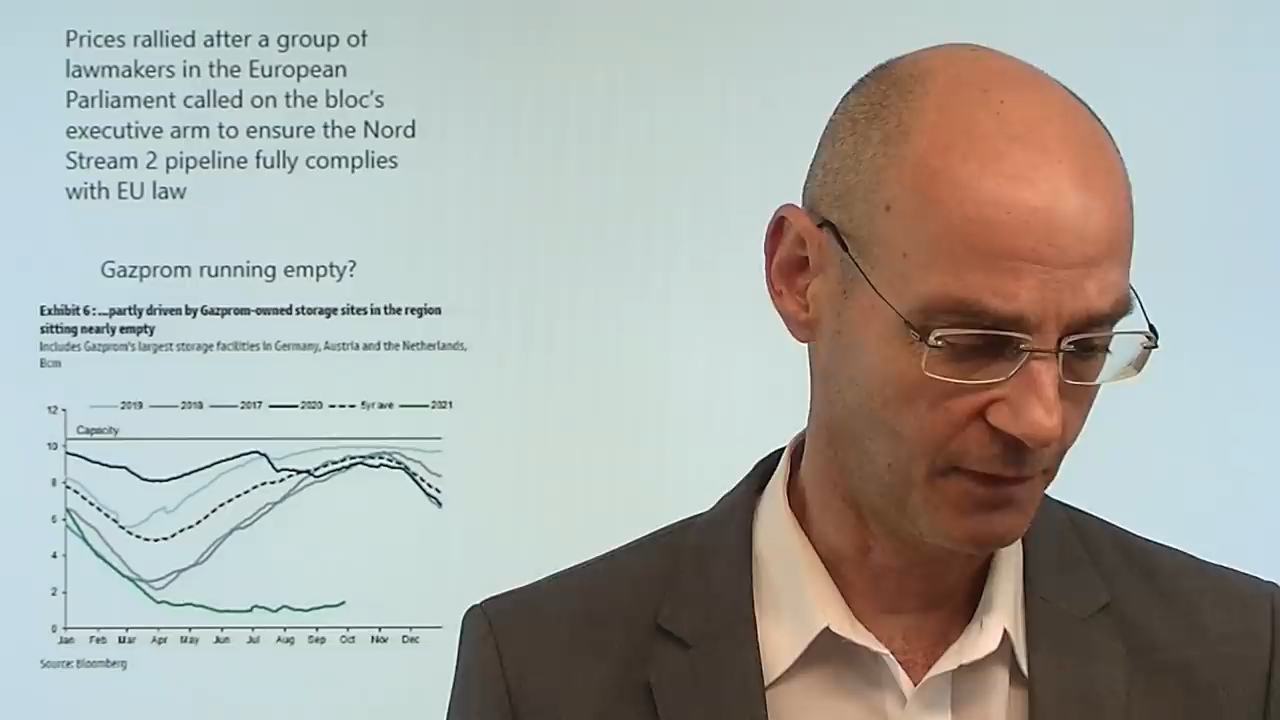 Prices rallied after a group of
lawmakers in the European
Parliament called on the bloc's
executive arm to ensure the Nord
Stream 2 pipeline fully complies
with EU law
Gazprom running empty?
Exhibit 6: ...partly driven by Gazprom-owned storage sites in the region
sitting nearly empty
Includes Gazprom's largest storage facilities in Germany, Austria and the Netherlands,
Bcm
2019 2018 2017 2020 5yr ave 2021
12
Capacity
10
8
6
4
2
0
Jan Feb Mar Apr May Jun Jul Aug Sep Oct Nov Dec
Source: Bloomberg